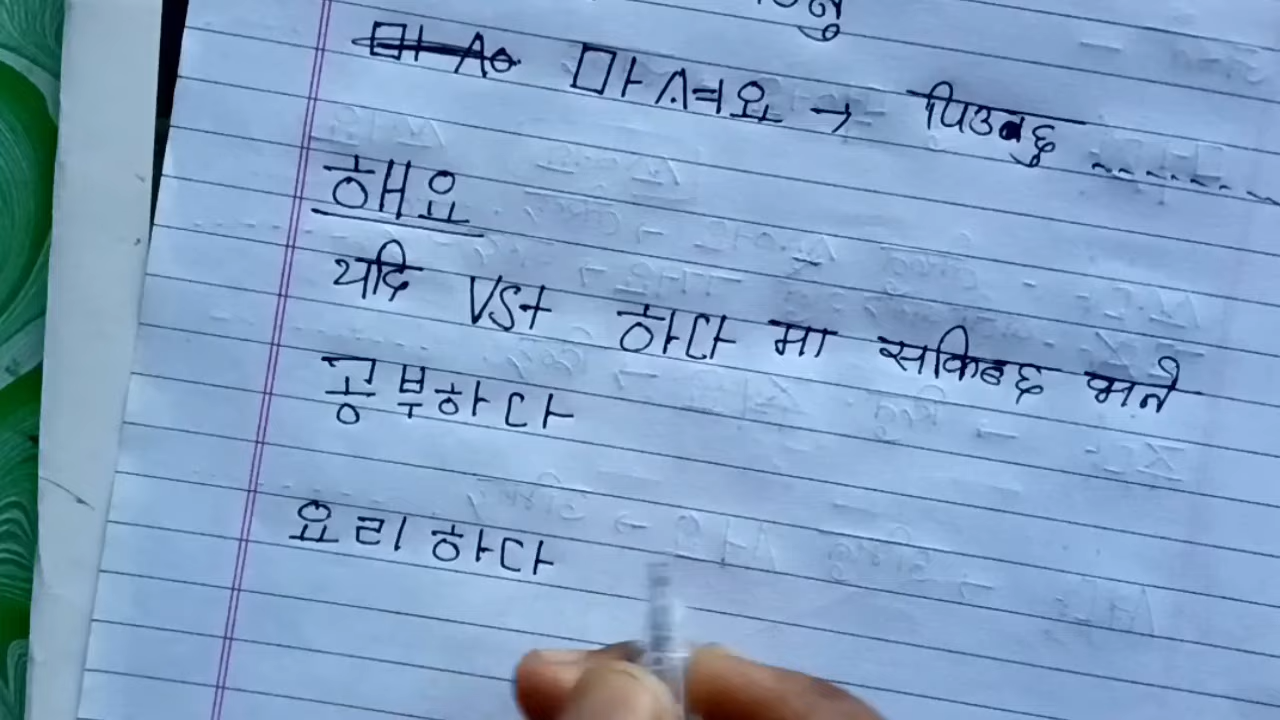 마셔요 → पिउँछु
해요
यदि VST 하다 मा सकिन्छ भने
공부하다
요리하다